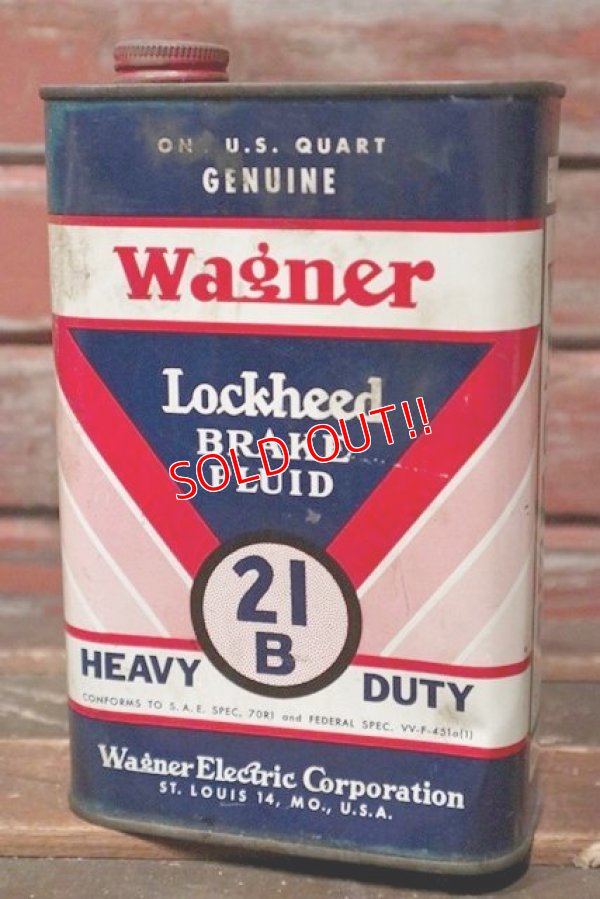 ON U.S. QUART
GENUINE
Wagner
Lockheed
BRAKE
FLUID
SOLD OUT!!
21
B
HEAVY DUTY
CONFORMS TO S.A.E. SPEC. 70R1 and FEDERAL SPEC. VV-F-451a(1)
Wagner Electric Corporation
ST. LOUIS 14, MO., U.S.A.